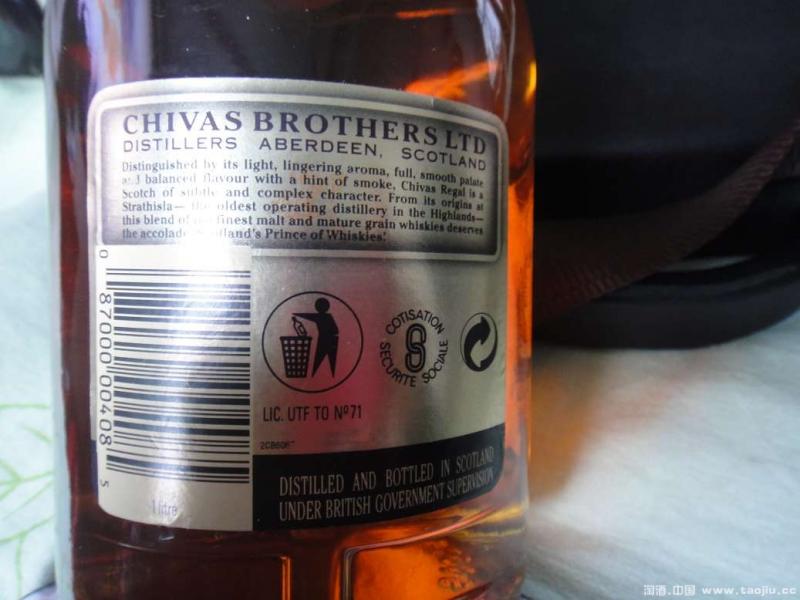 CHIVAS BROTHERS LTD
DISTILLERS ABERDEEN, SCOTLAND
Distinguished by its light, lingering aroma, full, smooth palate
and balanced flavour with a hint of smoke, Chivas Regal is a
Scotch of subtle and complex character. From its origins at
Strathisla— the oldest operating distillery in the Highlands—
this blend of finest malt and mature grain whiskies deserves
the accolade Scotland's Prince of Whiskies'.
0 87000 00408 5
COTISATION
SECURITE SOCIALE
LIC. UTF TO Nº71
1 litre
DISTILLED AND BOTTLED IN SCOTLAND
UNDER BRITISH GOVERNMENT SUPERVISION
淘酒.中国 www.taojiu.cc